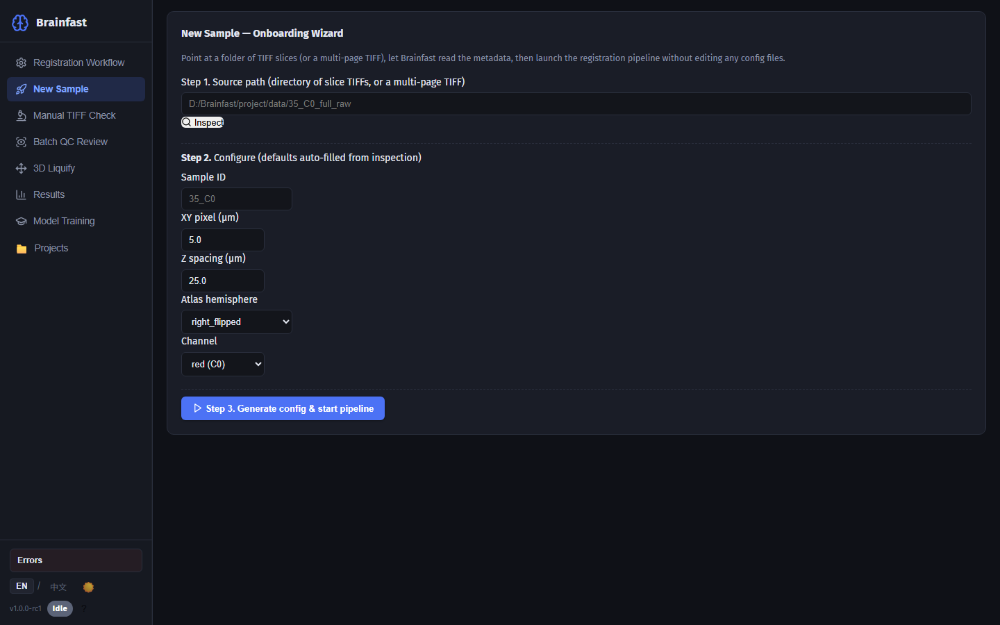 Brainfast
Registration Workflow
New Sample
Manual TIFF Check
Batch QC Review
3D Liquify
Results
Model Training
Projects
Errors
EN / 中文
v1.0.0-rc1 Idle ?
New Sample — Onboarding Wizard
Point at a folder of TIFF slices (or a multi-page TIFF), let Brainfast read the metadata, then launch the registration pipeline without editing any config files.
Step 1. Source path (directory of slice TIFFs, or a multi-page TIFF)
D:/Brainfast/project/data/35_C0_full_raw
Inspect
Step 2. Configure (defaults auto-filled from inspection)
Sample ID
35_C0
XY pixel (µm)
5.0
Z spacing (µm)
25.0
Atlas hemisphere
right_flipped
Channel
red (C0)
Step 3. Generate config & start pipeline